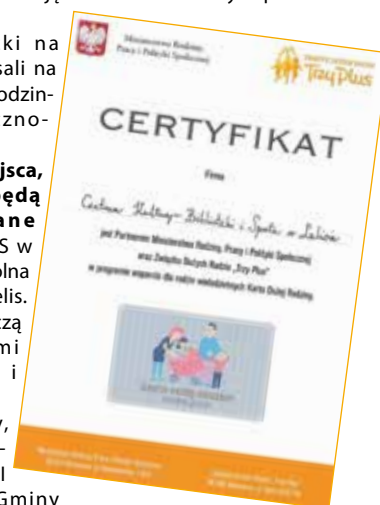 ki na
sali na
odzin-
zno-
jsca,
ędą
ane
S w
olna
elis.
czą
mi
i
y,
–
I
Gminy
Ministerstwo Rodziny,
Pracy i Polityki Społecznej
Trzy Plus
CERTYFIKAT
Firma
Centrum Kultury - Biblioteki i Sportu w Lelisie
jest Partnerem Ministerstwa Rodziny, Pracy i Polityki Społecznej
oraz Związku Dużych Rodzin „Trzy Plus"
w programie wsparcia dla rodzin wielodzietnych Karta Dużej Rodziny.